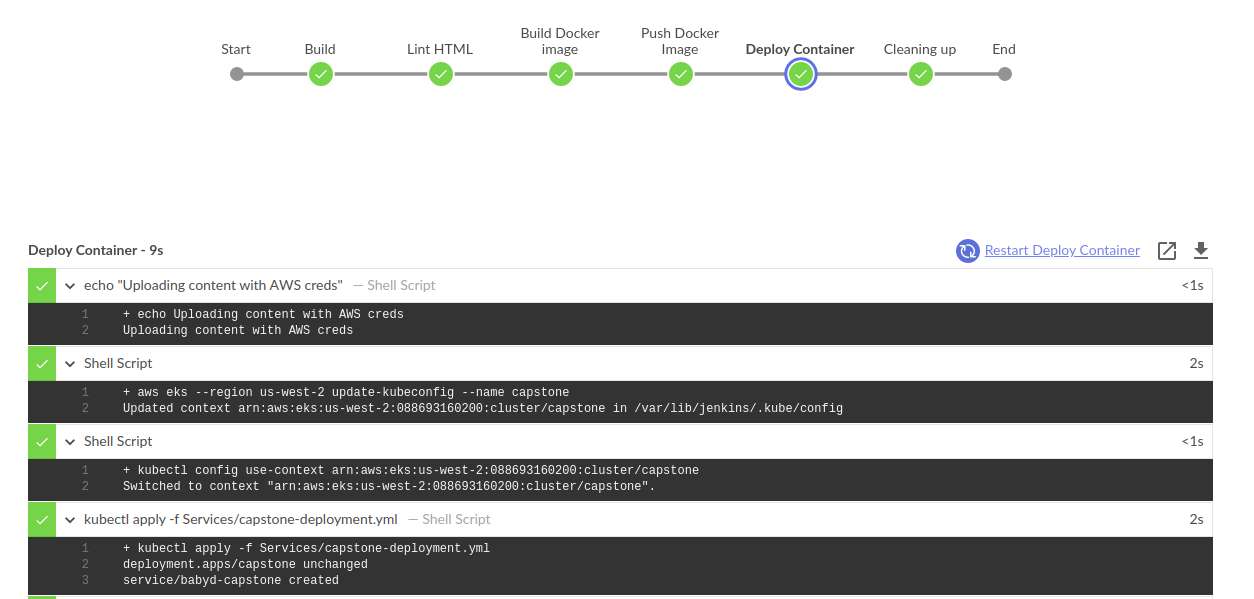 Start
Build
Lint HTML
Build Docker
image
Push Docker
Image
Deploy Container
Cleaning up
End
Deploy Container - 9s
Restart Deploy Container
echo "Uploading content with AWS creds" — Shell Script <1s
1 + echo Uploading content with AWS creds
2 Uploading content with AWS creds
Shell Script 2s
1 + aws eks --region us-west-2 update-kubeconfig --name capstone
2 Updated context arn:aws:eks:us-west-2:088693160200:cluster/capstone in /var/lib/jenkins/.kube/config
Shell Script <1s
1 + kubectl config use-context arn:aws:eks:us-west-2:088693160200:cluster/capstone
2 Switched to context "arn:aws:eks:us-west-2:088693160200:cluster/capstone".
kubectl apply -f Services/capstone-deployment.yml — Shell Script 2s
1 + kubectl apply -f Services/capstone-deployment.yml
2 deployment.apps/capstone unchanged
3 service/babyd-capstone created